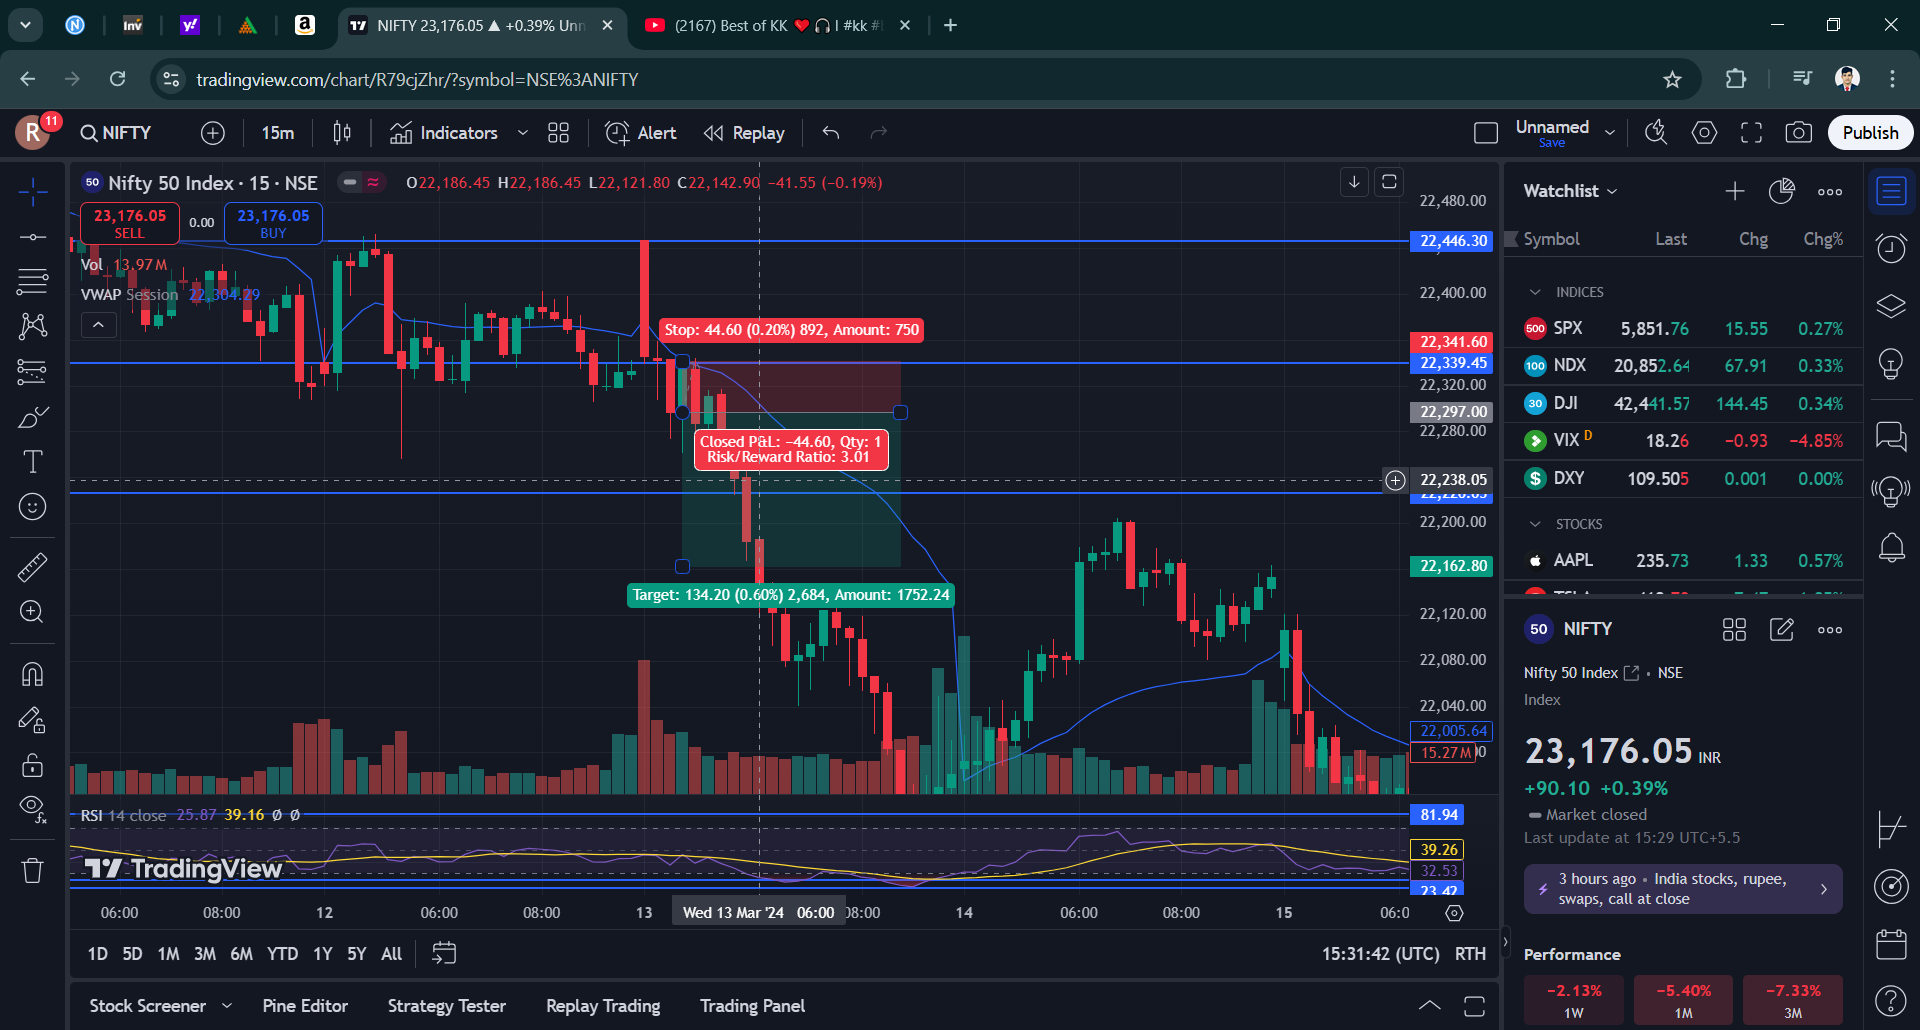 NIFTY 23,176.05 ▲ +0.39% Unn
(2167) Best of KK ❤️🎧 I #kk #
tradingview.com/chart/R79cjZhr/?symbol=NSE%3ANIFTY
R
11
NIFTY
15m
Indicators
Alert
Replay
Unnamed
Save
Publish
50 Nifty 50 Index · 15 · NSE
O22,186.45 H22,186.45 L22,121.80 C22,142.90 −41.55 (−0.19%)
23,176.05
SELL
0.00
23,176.05
BUY
Vol 13.97M
VWAP Session 22,304.29
Stop: 44.60 (0.20%) 892, Amount: 750
Closed P&L: −44.60, Qty: 1
Risk/Reward Ratio: 3.01
Target: 134.20 (0.60%) 2,684, Amount: 1752.24
22,480.00
22,446.30
22,400.00
22,341.60
22,339.45
22,320.00
22,297.00
22,280.00
22,238.05
22,200.00
22,162.80
22,120.00
22,080.00
22,040.00
22,005.64
15.27M
RSI 14 close 25.87 39.16 Ø Ø
81.94
39.26
32.53
23.42
TradingView
06:00
08:00
12
06:00
08:00
13
Wed 13 Mar '24 06:00
08:00
14
06:00
08:00
15
06:0
1D 5D 1M 3M 6M YTD 1Y 5Y All
15:31:42 (UTC) RTH
Stock Screener
Pine Editor
Strategy Tester
Replay Trading
Trading Panel
Watchlist
Symbol Last Chg Chg%
INDICES
500 SPX 5,851.76 15.55 0.27%
100 NDX 20,852.64 67.91 0.33%
30 DJI 42,441.57 144.45 0.34%
VIX D 18.26 −0.93 −4.85%
$ DXY 109.505 0.001 0.00%
STOCKS
AAPL 235.73 1.33 0.57%
50 NIFTY
Nifty 50 Index · NSE
Index
23,176.05 INR
+90.10 +0.39%
Market closed
Last update at 15:29 UTC+5.5
3 hours ago • India stocks, rupee,
swaps, call at close
Performance
−2.13%
1W
−5.40%
1M
−7.33%
3M